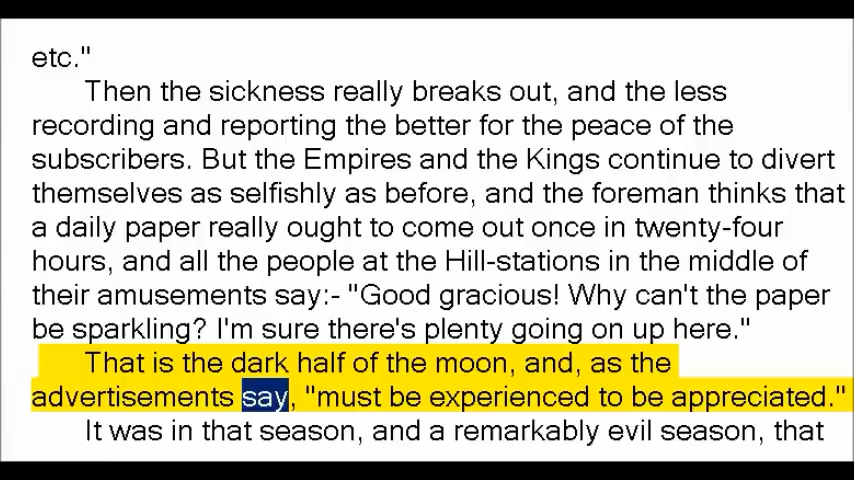 etc."
Then the sickness really breaks out, and the less
recording and reporting the better for the peace of the
subscribers. But the Empires and the Kings continue to divert
themselves as selfishly as before, and the foreman thinks that
a daily paper really ought to come out once in twenty-four
hours, and all the people at the Hill-stations in the middle of
their amusements say:- "Good gracious! Why can't the paper
be sparkling? I'm sure there's plenty going on up here."
That is the dark half of the moon, and, as the
advertisements say, "must be experienced to be appreciated."
It was in that season, and a remarkably evil season, that